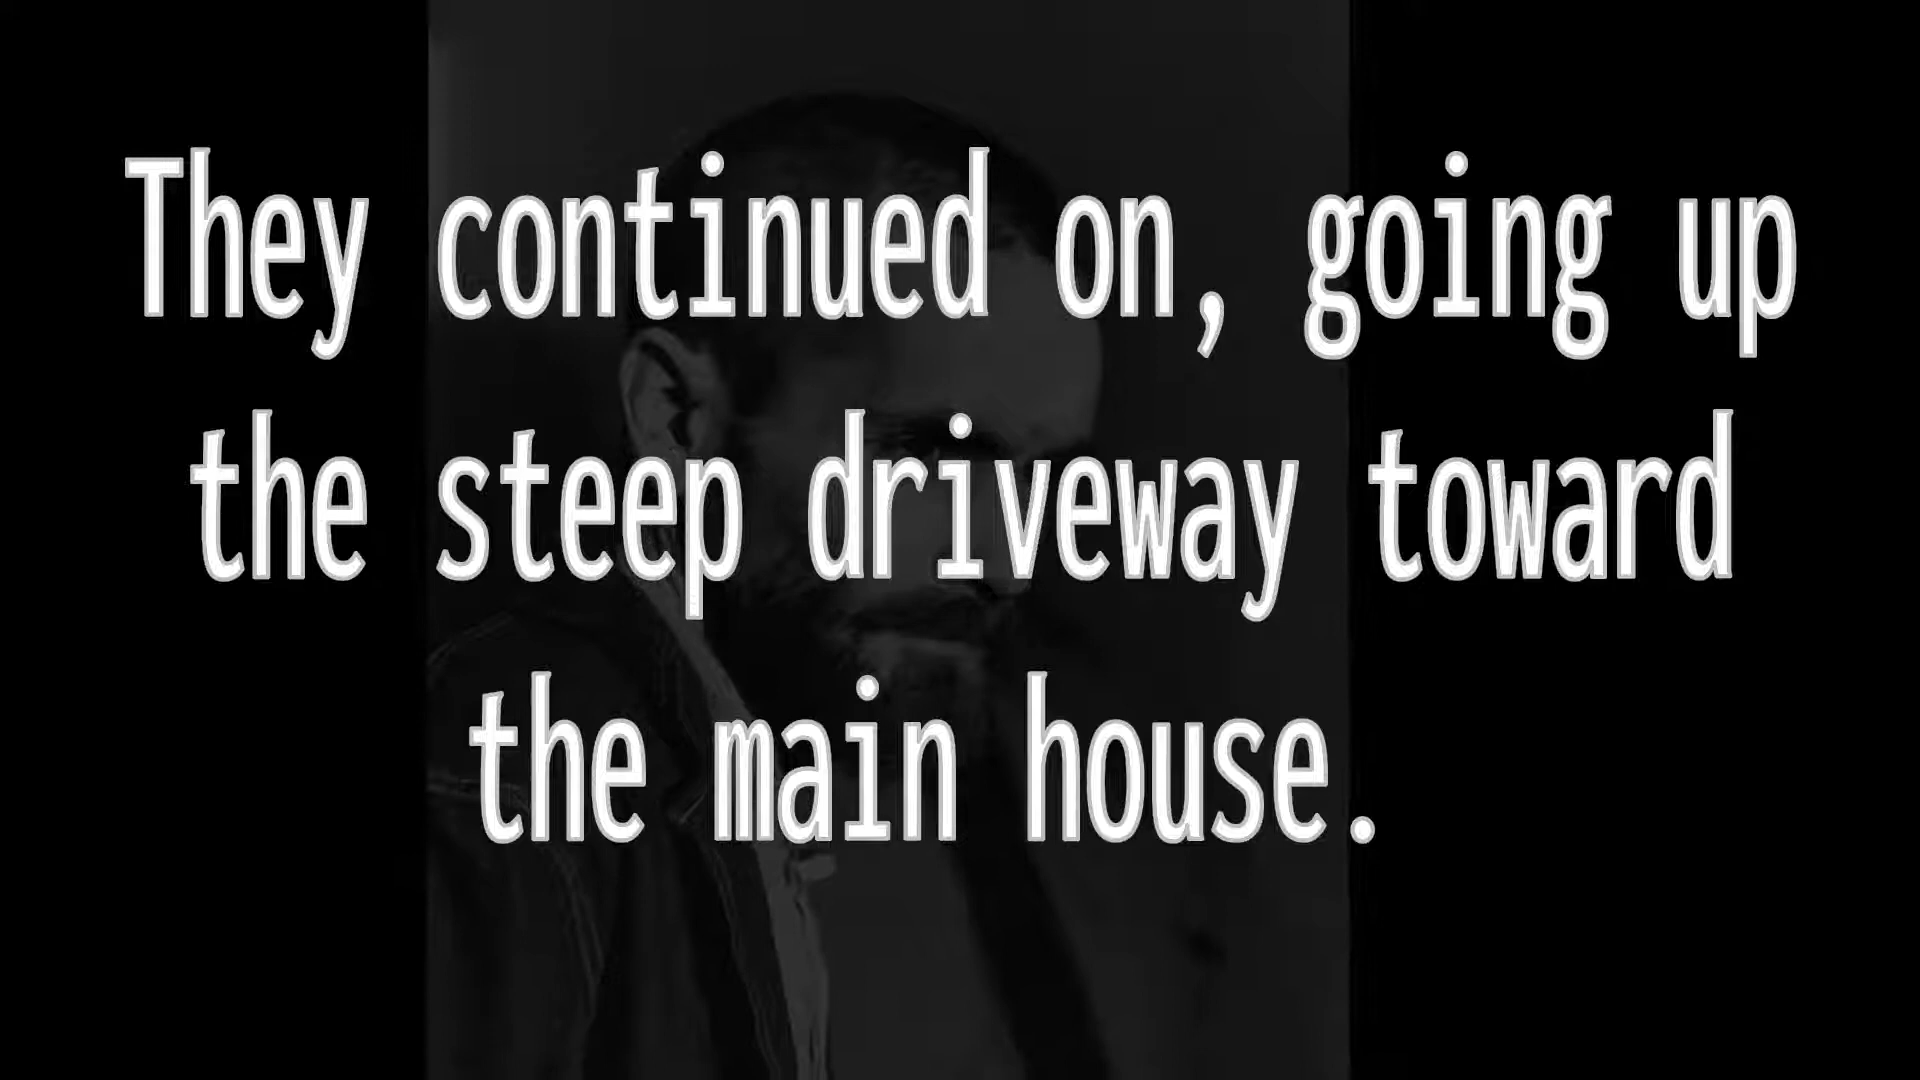 They continued on, going up
the steep driveway toward
the main house.